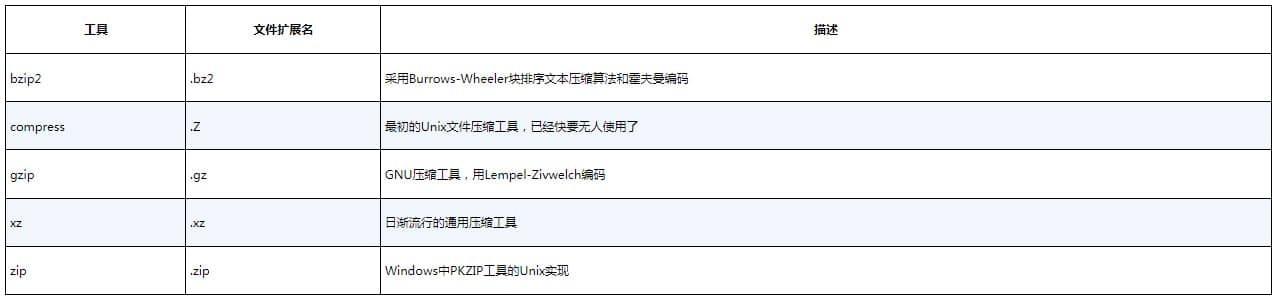 工具 文件扩展名 描述
bzip2 .bz2 采用Burrows-Wheeler块排序文本压缩算法和霍夫曼编码
compress .Z 最初的Unix文件压缩工具，已经快要无人使用了
gzip .gz GNU压缩工具，用Lempel-Zivwelch编码
xz .xz 日渐流行的通用压缩工具
zip .zip Windows中PKZIP工具的Unix实现